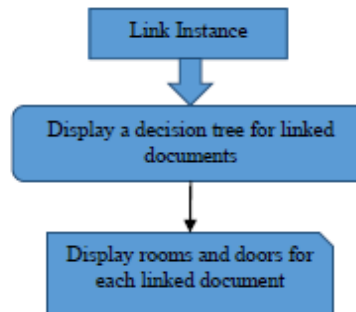 Link Instance
Display a decision tree for linked
documents
Display rooms and doors for
each linked document